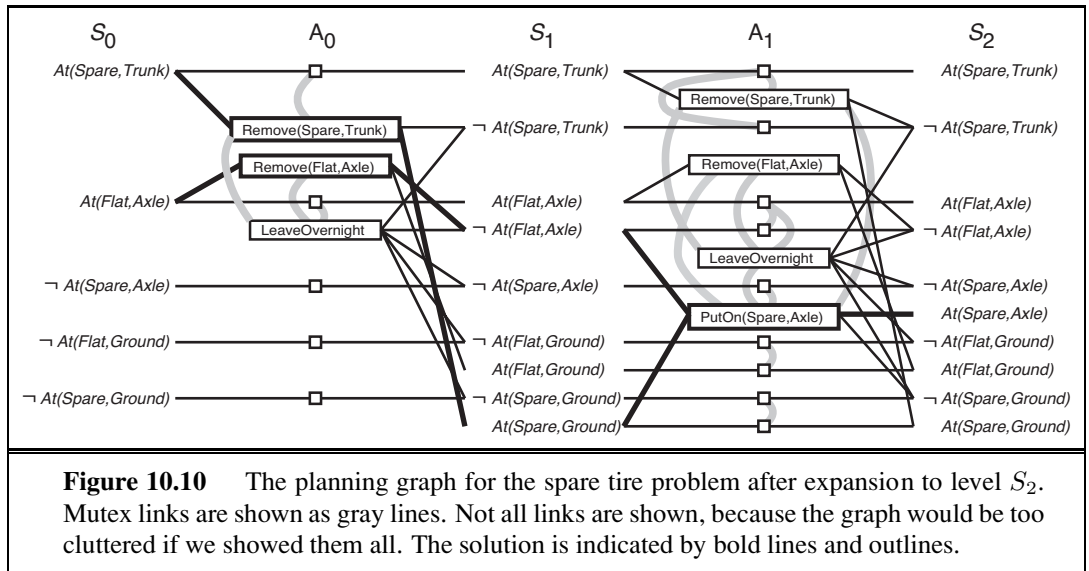 S0 A0 S1 A1 S2
At(Spare,Trunk) At(Spare,Trunk) At(Spare,Trunk)
Remove(Spare,Trunk)
Remove(Spare,Trunk) ¬ At(Spare,Trunk) ¬ At(Spare,Trunk)
Remove(Flat,Axle) Remove(Flat,Axle)
At(Flat,Axle) At(Flat,Axle) At(Flat,Axle)
LeaveOvernight ¬ At(Flat,Axle) ¬ At(Flat,Axle)
LeaveOvernight
¬ At(Spare,Axle) ¬ At(Spare,Axle) ¬ At(Spare,Axle)
PutOn(Spare,Axle) At(Spare,Axle)
¬ At(Flat,Ground) ¬ At(Flat,Ground) ¬ At(Flat,Ground)
At(Flat,Ground) At(Flat,Ground)
¬ At(Spare,Ground) ¬ At(Spare,Ground) ¬ At(Spare,Ground)
At(Spare,Ground) At(Spare,Ground)
Figure 10.10 The planning graph for the spare tire problem after expansion to level S2.
Mutex links are shown as gray lines. Not all links are shown, because the graph would be too
cluttered if we showed them all. The solution is indicated by bold lines and outlines.